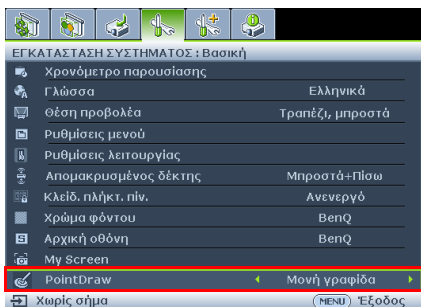 ΕΓΚΑΤΑΣΤΑΣΗ ΣΥΣΤΗΜΑΤΟΣ : Βασική
Χρονόμετρο παρουσίασης
Γλώσσα Ελληνικά
Θέση προβολέα Τραπέζι, μπροστά
Ρυθμίσεις μενού
Ρυθμίσεις λειτουργίας
Απομακρυσμένος δέκτης Μπροστά+Πίσω
Κλείδ. πλήκτ. πίν. Ανενεργό
Χρώμα φόντου BenQ
Αρχική οθόνη BenQ
My Screen
PointDraw Μονή γραφίδα
Χωρίς σήμα MENU Έξοδος